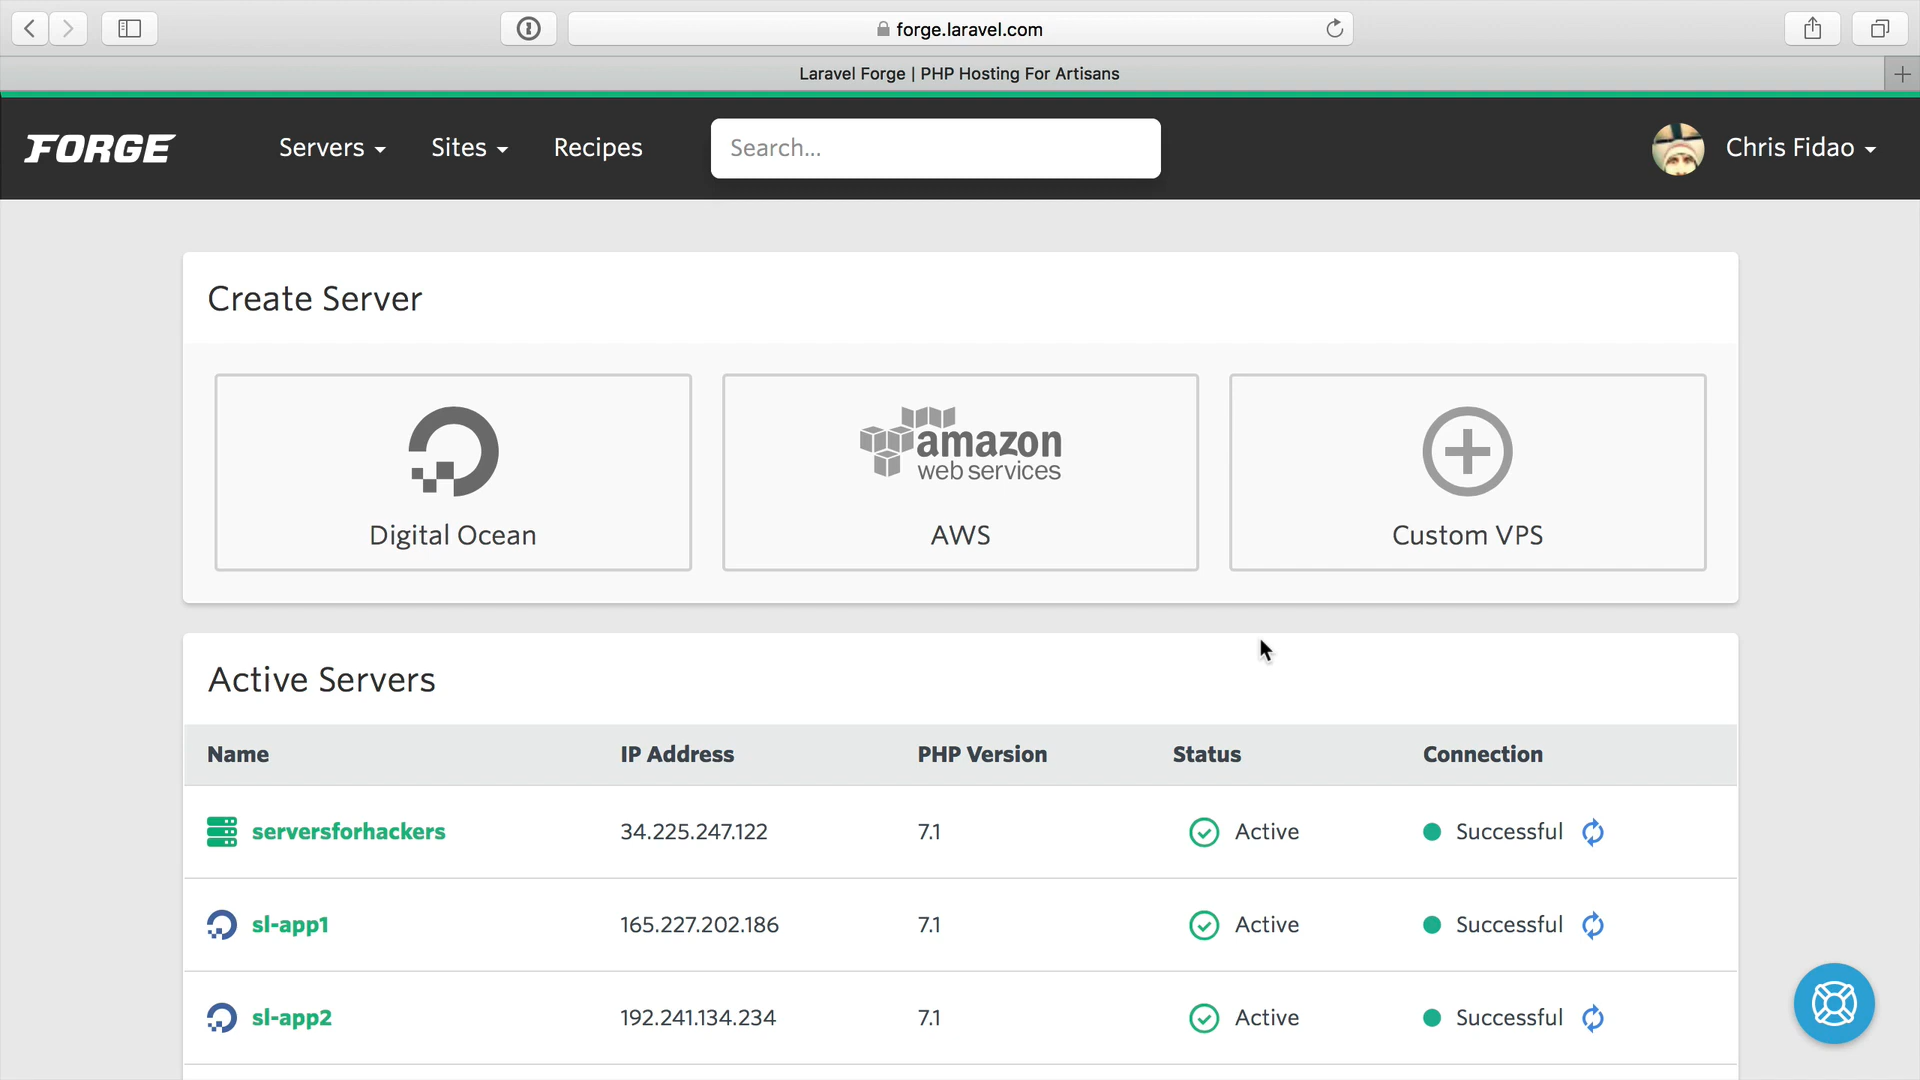 forge.laravel.com
Laravel Forge | PHP Hosting For Artisans
FORGE Servers Sites Recipes Search... Chris Fidao
Create Server
amazon
web services
Digital Ocean AWS Custom VPS
Active Servers
Name IP Address PHP Version Status Connection
serversforhackers 34.225.247.122 7.1 Active Successful
sl-app1 165.227.202.186 7.1 Active Successful
sl-app2 192.241.134.234 7.1 Active Successful